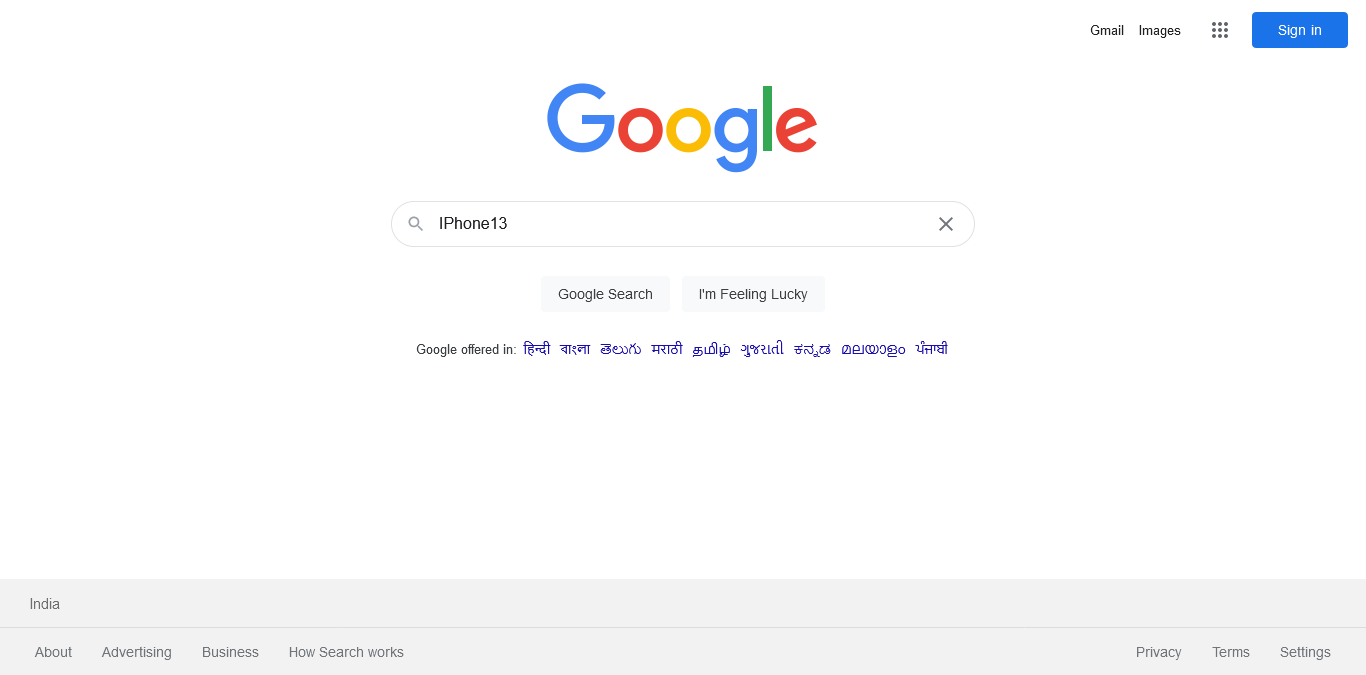 Gmail Images Sign in
Google
IPhone13
Google Search I'm Feeling Lucky
Google offered in: हिन्दी বাংলা తెలుగు मराठी தமிழ் ગુજરાતી ಕನ್ನಡ മലയാളം ਪੰਜਾਬੀ
India
About Advertising Business How Search works Privacy Terms Settings